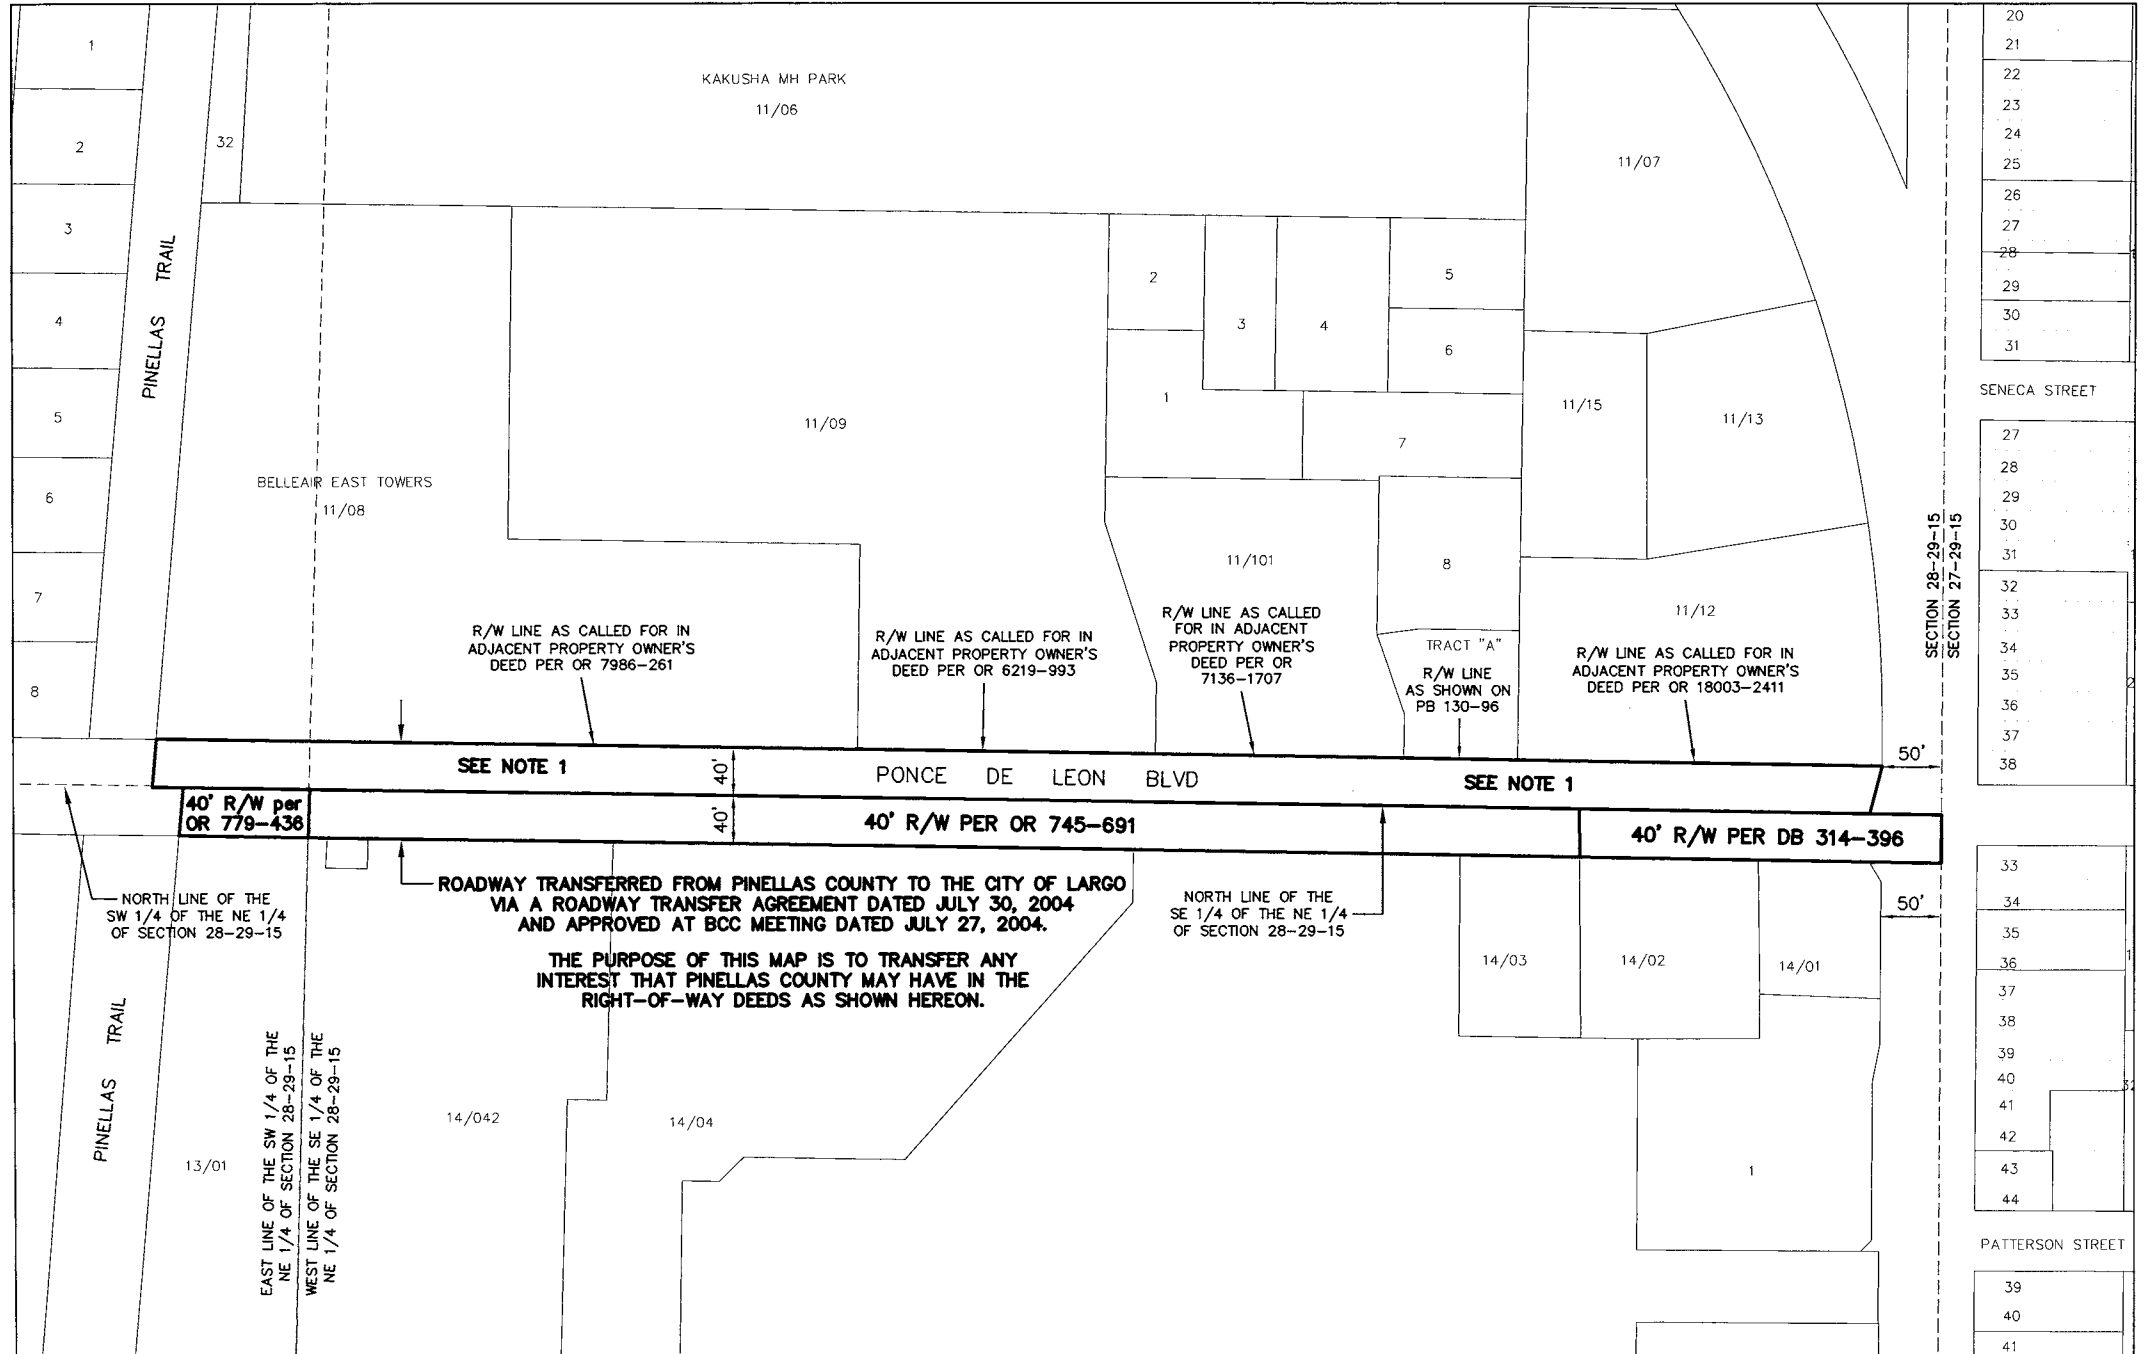 1
2
3
4
5
6
7
8
32
PINELLAS TRAIL
KAKUSHA MH PARK
11/06
11/07
BELLEAIR EAST TOWERS
11/08
11/09
2
3
4
5
6
1
7
11/15
11/13
11/101
8
TRACT "A"
11/12
R/W LINE AS CALLED FOR IN
ADJACENT PROPERTY OWNER'S
DEED PER OR 7986-261
R/W LINE AS CALLED FOR IN
ADJACENT PROPERTY OWNER'S
DEED PER OR 6219-993
R/W LINE AS CALLED
FOR IN ADJACENT
PROPERTY OWNER'S
DEED PER OR
7136-1707
R/W LINE
AS SHOWN ON
PB 130-96
R/W LINE AS CALLED FOR IN
ADJACENT PROPERTY OWNER'S
DEED PER OR 18003-2411
SECTION 28-29-15
SECTION 27-29-15
20
21
22
23
24
25
26
27
28
29
30
31
SENECA STREET
27
28
29
30
31
32
33
34
35
36
37
38
SEE NOTE 1
40'
PONCE DE LEON BLVD
SEE NOTE 1
50'
40' R/W per
OR 779-436
40'
40' R/W PER OR 745-691
40' R/W PER DB 314-396
NORTH LINE OF THE
SW 1/4 OF THE NE 1/4
OF SECTION 28-29-15
ROADWAY TRANSFERRED FROM PINELLAS COUNTY TO THE CITY OF LARGO
VIA A ROADWAY TRANSFER AGREEMENT DATED JULY 30, 2004
AND APPROVED AT BCC MEETING DATED JULY 27, 2004.
THE PURPOSE OF THIS MAP IS TO TRANSFER ANY
INTEREST THAT PINELLAS COUNTY MAY HAVE IN THE
RIGHT-OF-WAY DEEDS AS SHOWN HEREON.
NORTH LINE OF THE
SE 1/4 OF THE NE 1/4
OF SECTION 28-29-15
50'
14/03
14/02
14/01
PINELLAS TRAIL
13/01
EAST LINE OF THE SW 1/4 OF THE
NE 1/4 OF SECTION 28-29-15
WEST LINE OF THE SE 1/4 OF THE
NE 1/4 OF SECTION 28-29-15
14/042
14/04
1
33
34
35
36
37
38
39
40
41
42
43
44
PATTERSON STREET
39
40
41